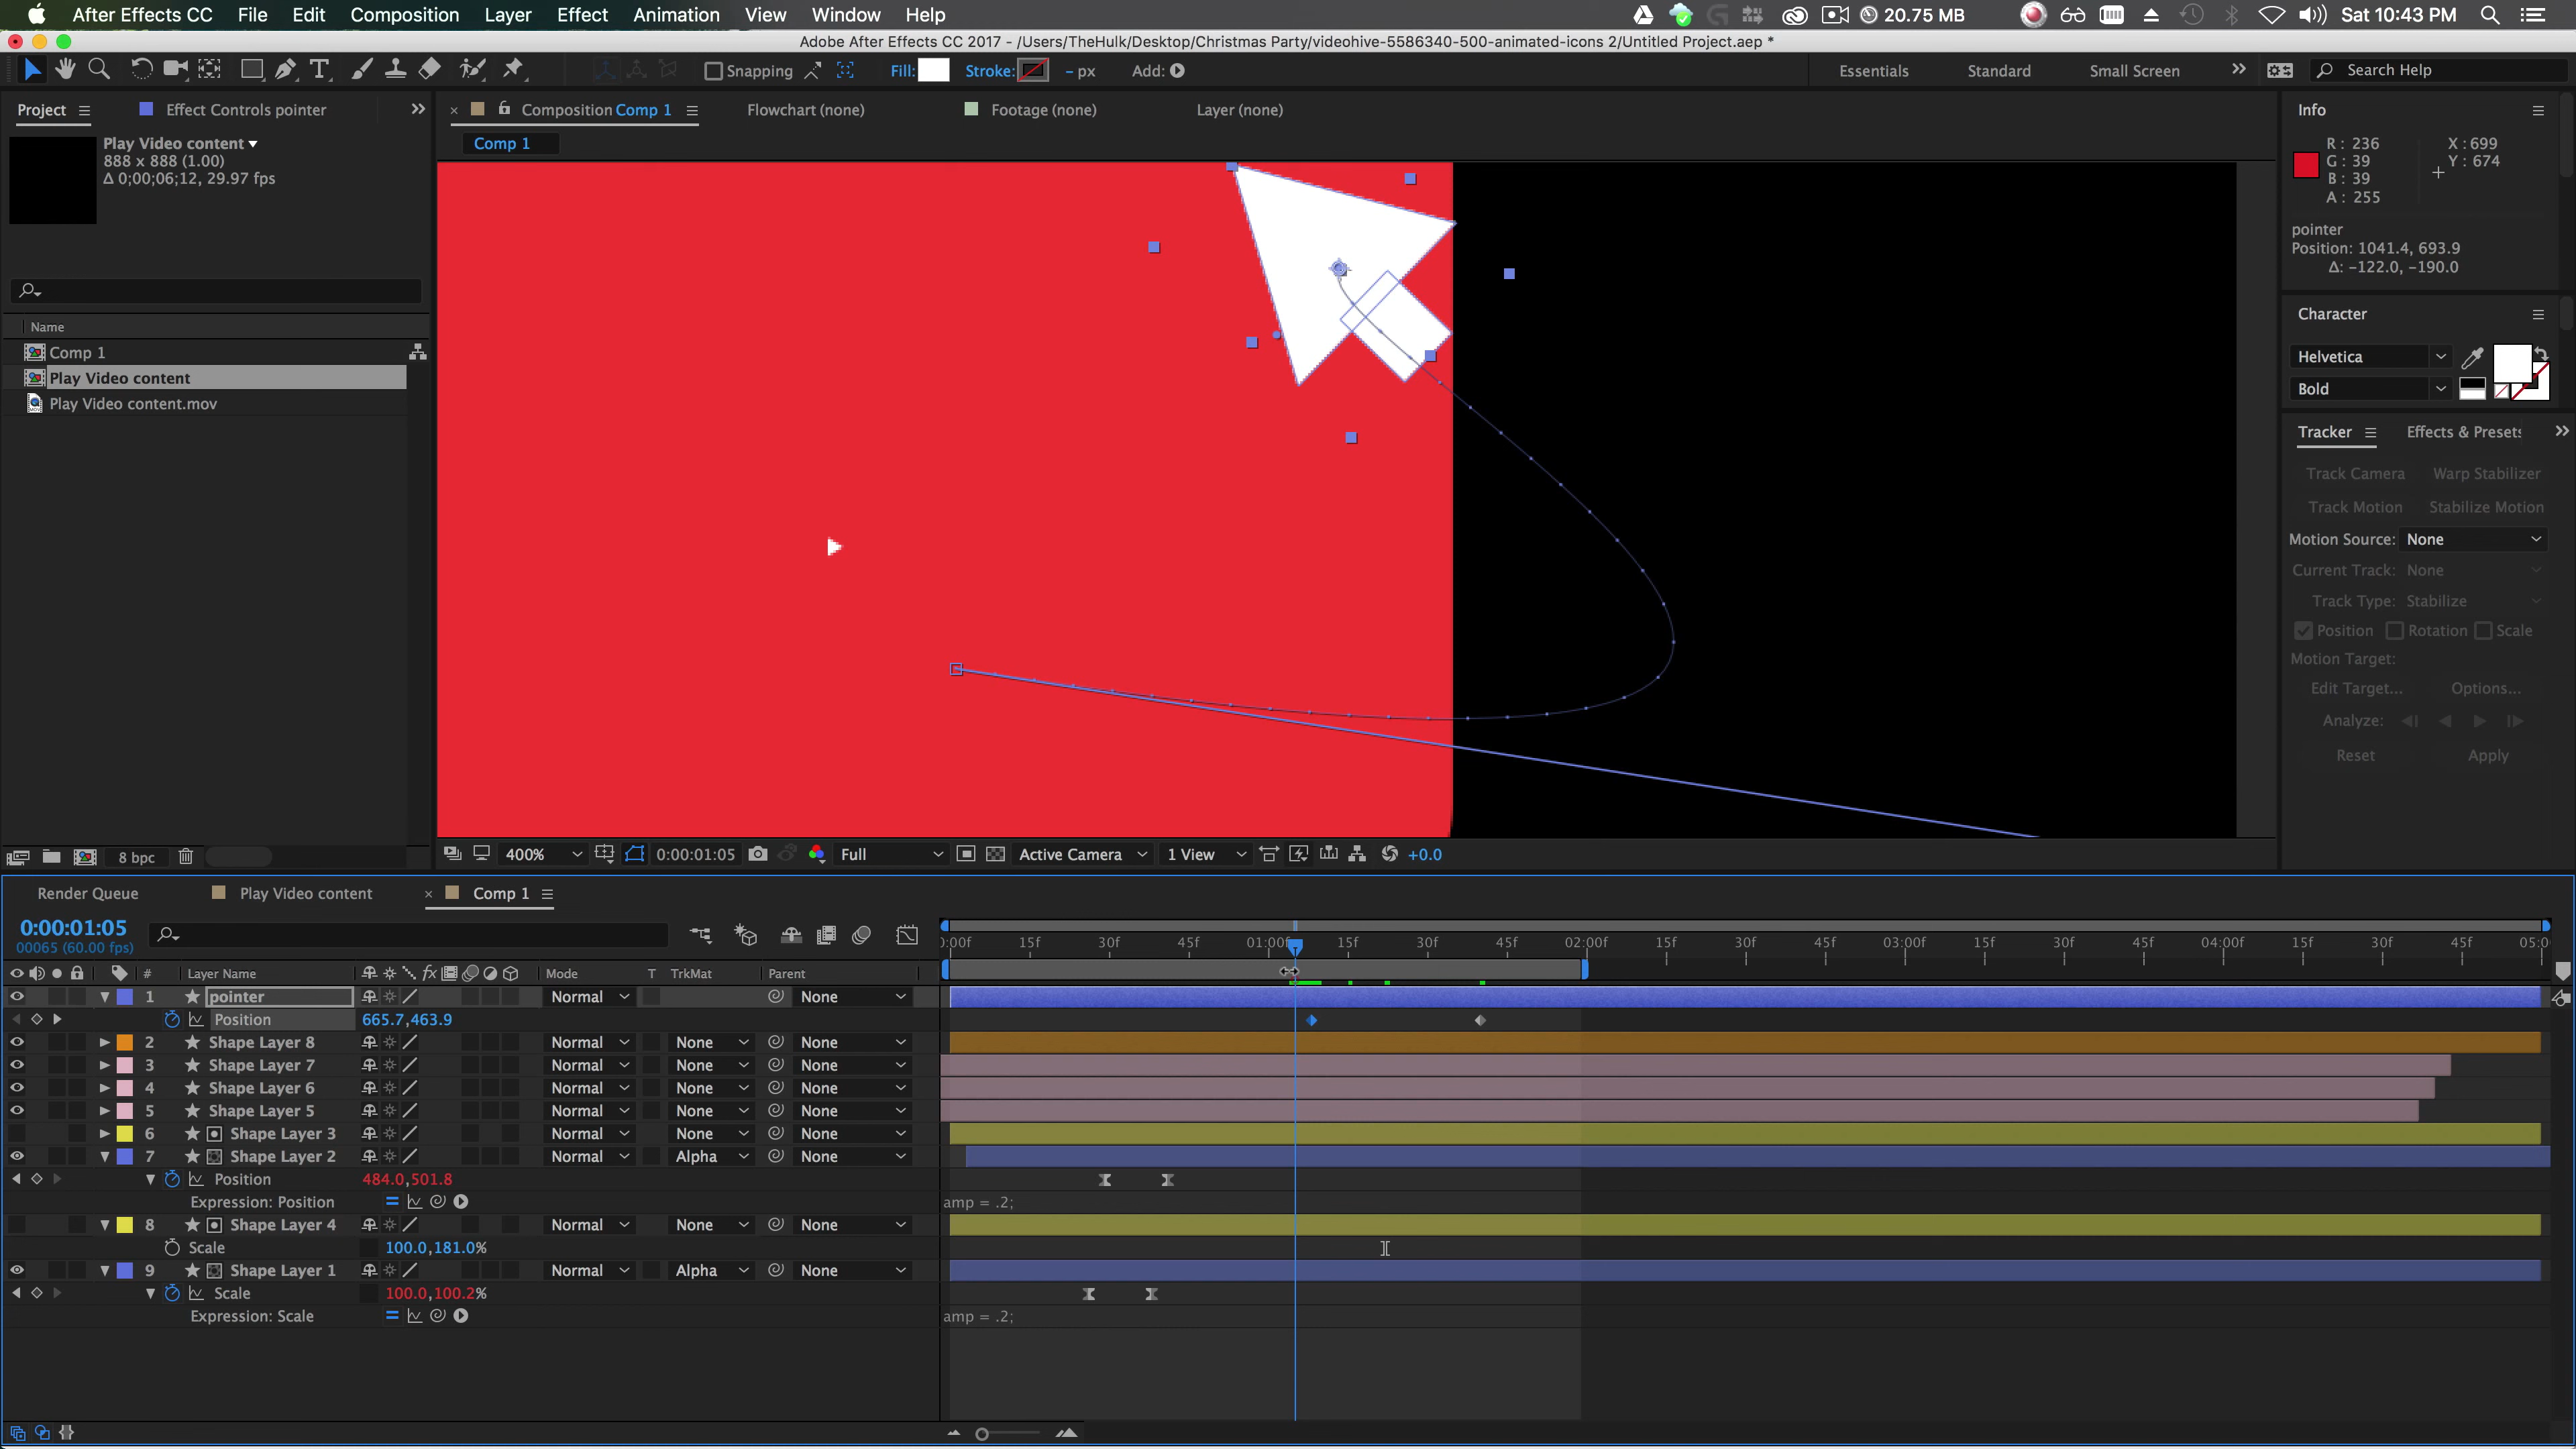 After Effects CC File Edit Composition Layer Effect Animation View Window Help 20.75 MB Sat 10:43 PM
Adobe After Effects CC 2017 - /Users/TheHulk/Desktop/Christmas Party/videohive-5586340-500-animated-icons 2/Untitled Project.aep *
Snapping Fill: Stroke: - px Add: Essentials Standard Small Screen Search Help
Project Effect Controls pointer
Play Video content
888 x 888 (1.00)
Δ 0;00;06;12, 29.97 fps
Name
Comp 1
Play Video content
Play Video content.mov
8 bpc
Composition Comp 1 Flowchart (none) Footage (none) Layer (none)
Comp 1
400% 0:00:01:05 Full Active Camera 1 View +0.0
Info
R : 236 X : 699
G : 39 Y : 674
B : 39
A : 255
pointer
Position: 1041.4, 693.9
Δ: -122.0, -190.0
Character
Helvetica
Bold
Tracker Effects & Presets
Track Camera Warp Stabilizer
Track Motion Stabilize Motion
Motion Source: None
Current Track: None
Track Type: Stabilize
Position Rotation Scale
Motion Target:
Edit Target... Options...
Analyze:
Reset Apply
Render Queue Play Video content Comp 1
0:00:01:05
00065 (60.00 fps)
):00f 15f 30f 45f 01:00f 15f 30f 45f 02:00f 15f 30f 45f 03:00f 15f 30f 45f 04:00f 15f 30f 45f 05:0
# Layer Name fx Mode T TrkMat Parent
1 pointer Normal None
Position 665.7,463.9
2 Shape Layer 8 Normal None None
3 Shape Layer 7 Normal None None
4 Shape Layer 6 Normal None None
5 Shape Layer 5 Normal None None
6 Shape Layer 3 Normal None None
7 Shape Layer 2 Normal Alpha None
Position 484.0,501.8
Expression: Position amp = .2;
8 Shape Layer 4 Normal None None
Scale 100.0,181.0%
9 Shape Layer 1 Normal Alpha None
Scale 100.0,100.2%
Expression: Scale amp = .2;